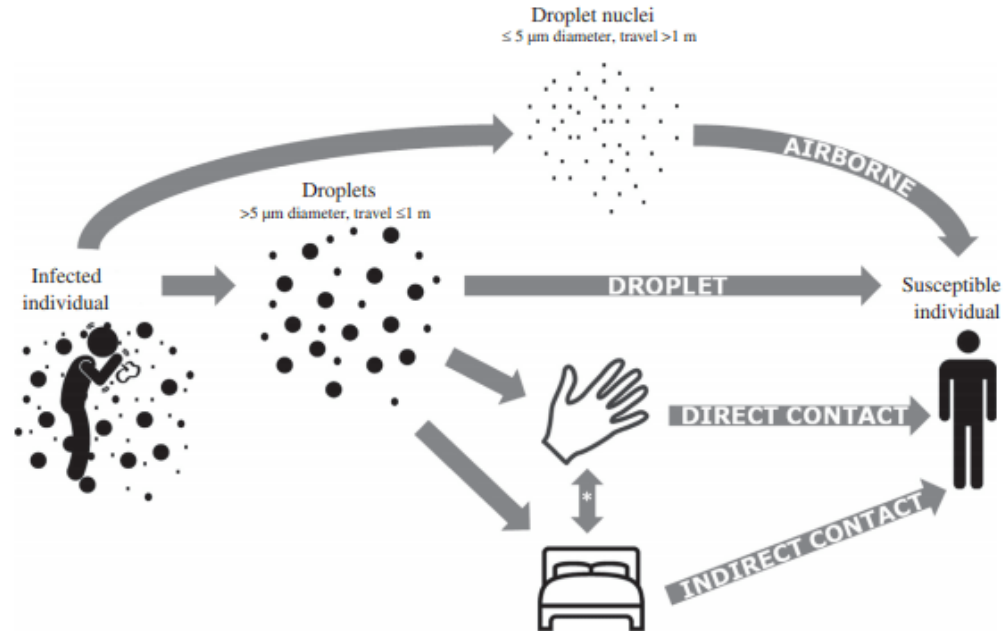 Droplet nuclei
≤ 5 µm diameter, travel >1 m
AIRBORNE
Droplets
>5 µm diameter, travel ≤1 m
Infected
individual
DROPLET
Susceptible
individual
DIRECT CONTACT
*
INDIRECT CONTACT